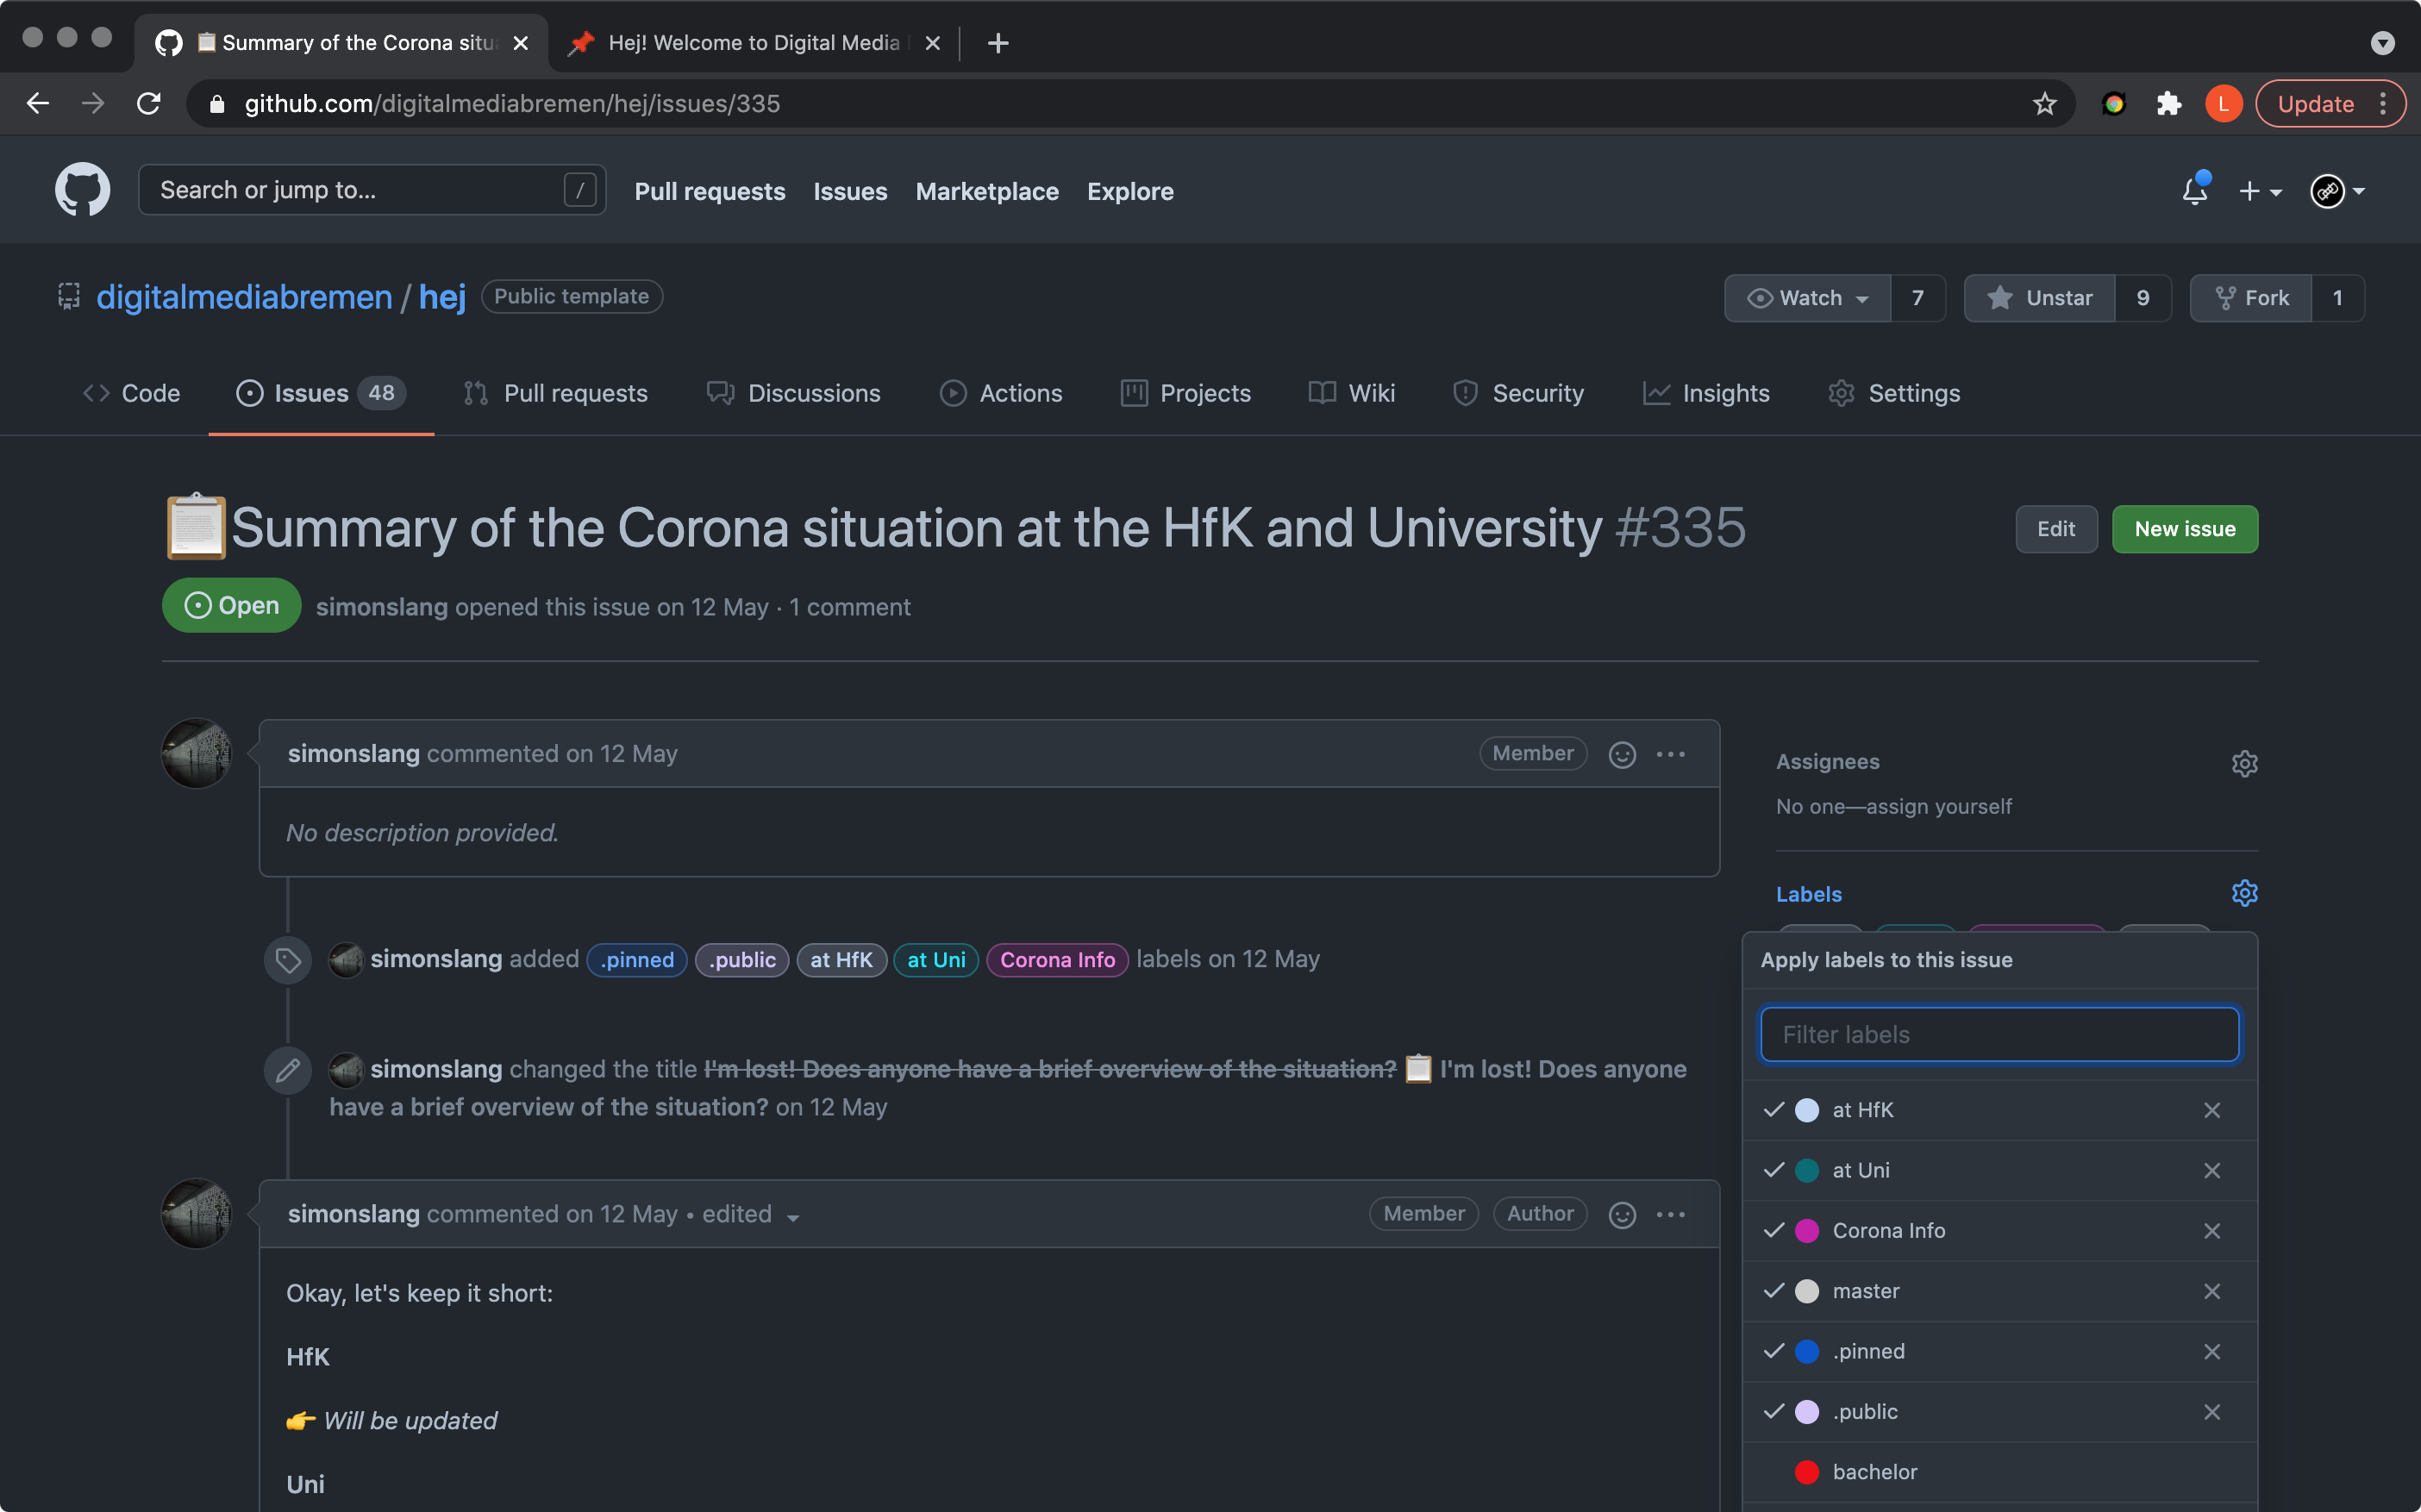 Summary of the Corona situ
Hej! Welcome to Digital Media
github.com/digitalmediabremen/hej/issues/335
L
Update
Search or jump to...
/
Pull requests
Issues
Marketplace
Explore
digitalmediabremen / hej
Public template
Watch
7
Unstar
9
Fork
1
Code
Issues 48
Pull requests
Discussions
Actions
Projects
Wiki
Security
Insights
Settings
📋Summary of the Corona situation at the HfK and University #335
Edit
New issue
Open
simonslang opened this issue on 12 May · 1 comment
simonslang commented on 12 May
Member
No description provided.
simonslang added .pinned .public at HfK at Uni Corona Info labels on 12 May
simonslang changed the title I'm lost! Does anyone have a brief overview of the situation? 📋 I'm lost! Does anyone
have a brief overview of the situation? on 12 May
simonslang commented on 12 May • edited
Member
Author
Okay, let's keep it short:
HfK
👉 Will be updated
Uni
Assignees
No one—assign yourself
Labels
Apply labels to this issue
Filter labels
at HfK
at Uni
Corona Info
master
.pinned
.public
bachelor